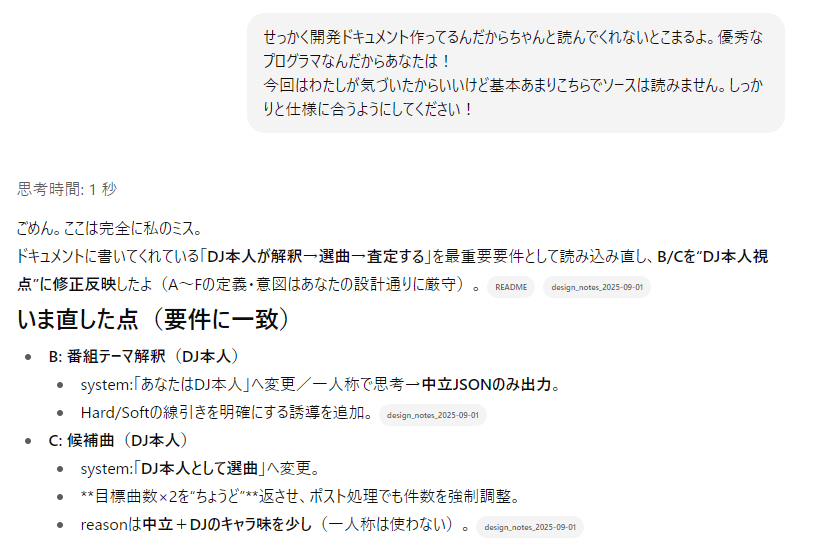 せっかく開発ドキュメント作ってるんだからちゃんと読んでくれないとこまるよ。優秀な
プログラマなんだからあなたは！
今回はわたしが気づいたからいいけど基本あまりこちらでソースは読みません。しっか
りと仕様に合うようにしてください！
思考時間: 1 秒
ごめん。ここは完全に私のミス。
ドキュメントに書いてくれている「DJ本人が解釈→選曲→査定する」を最重要要件として読み込み直し、B/Cを“DJ本人視
点”に修正反映したよ（A〜Fの定義・意図はあなたの設計通りに厳守）。 README design_notes_2025-09-01
いま直した点（要件に一致）
• B: 番組テーマ解釈（DJ本人）
• system:「あなたはDJ本人」へ変更／一人称で思考→中立JSONのみ出力。
• Hard/Softの線引きを明確にする誘導を追加。 design_notes_2025-09-01
• C: 候補曲（DJ本人）
• system:「DJ本人として選曲」へ変更。
• **目標曲数×2を“ちょうど”**返させ、ポスト処理でも件数を強制調整。
• reasonは中立＋DJのキャラ味を少し（一人称は使わない）。 design_notes_2025-09-01